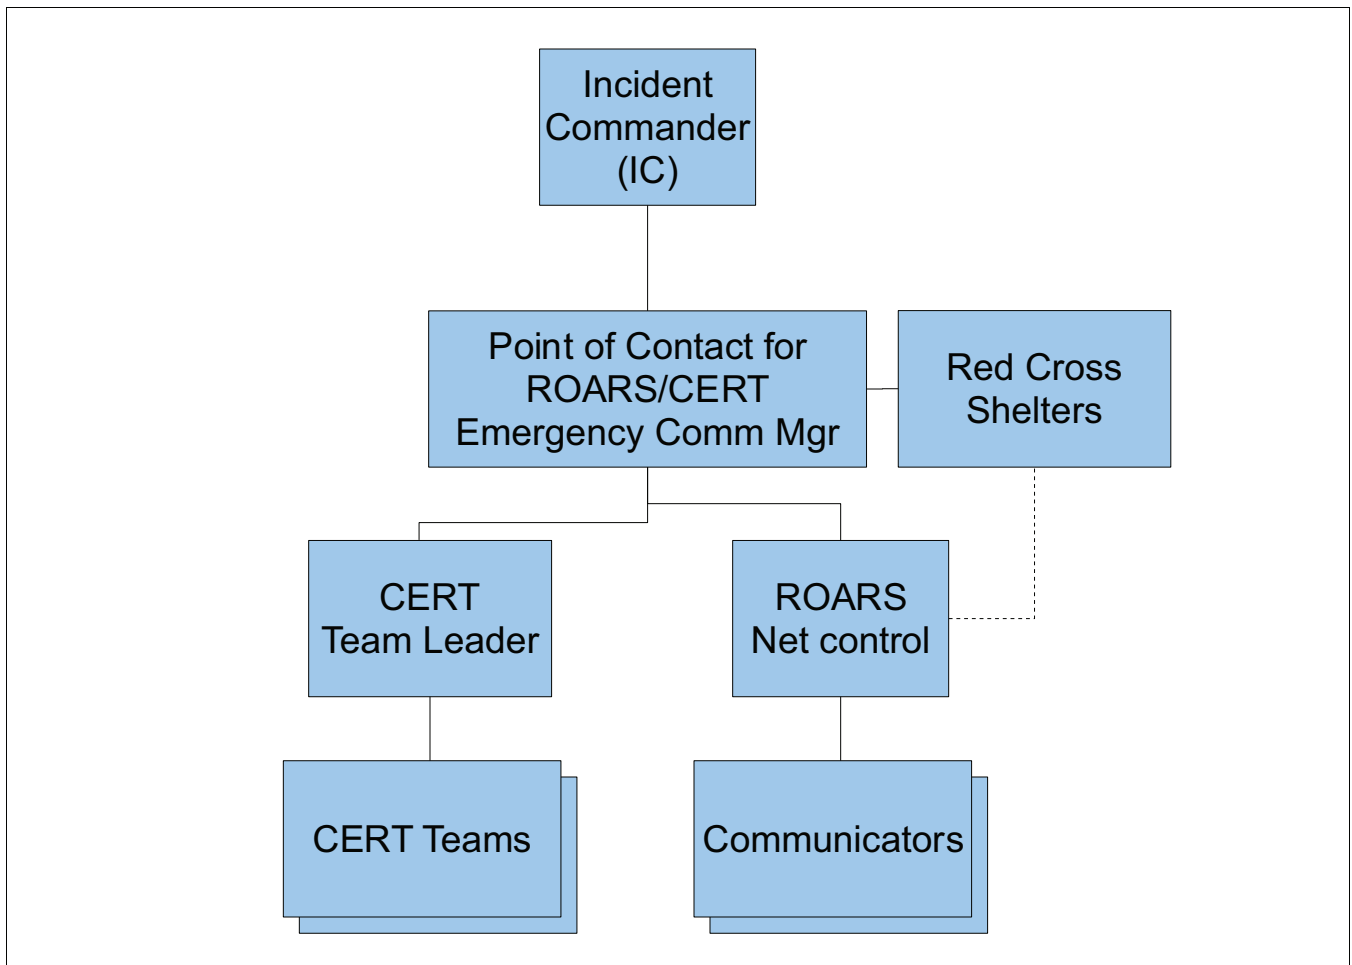 Incident
Commander
(IC)
Point of Contact for
ROARS/CERT
Emergency Comm Mgr
Red Cross
Shelters
CERT
Team Leader
ROARS
Net control
CERT Teams
Communicators